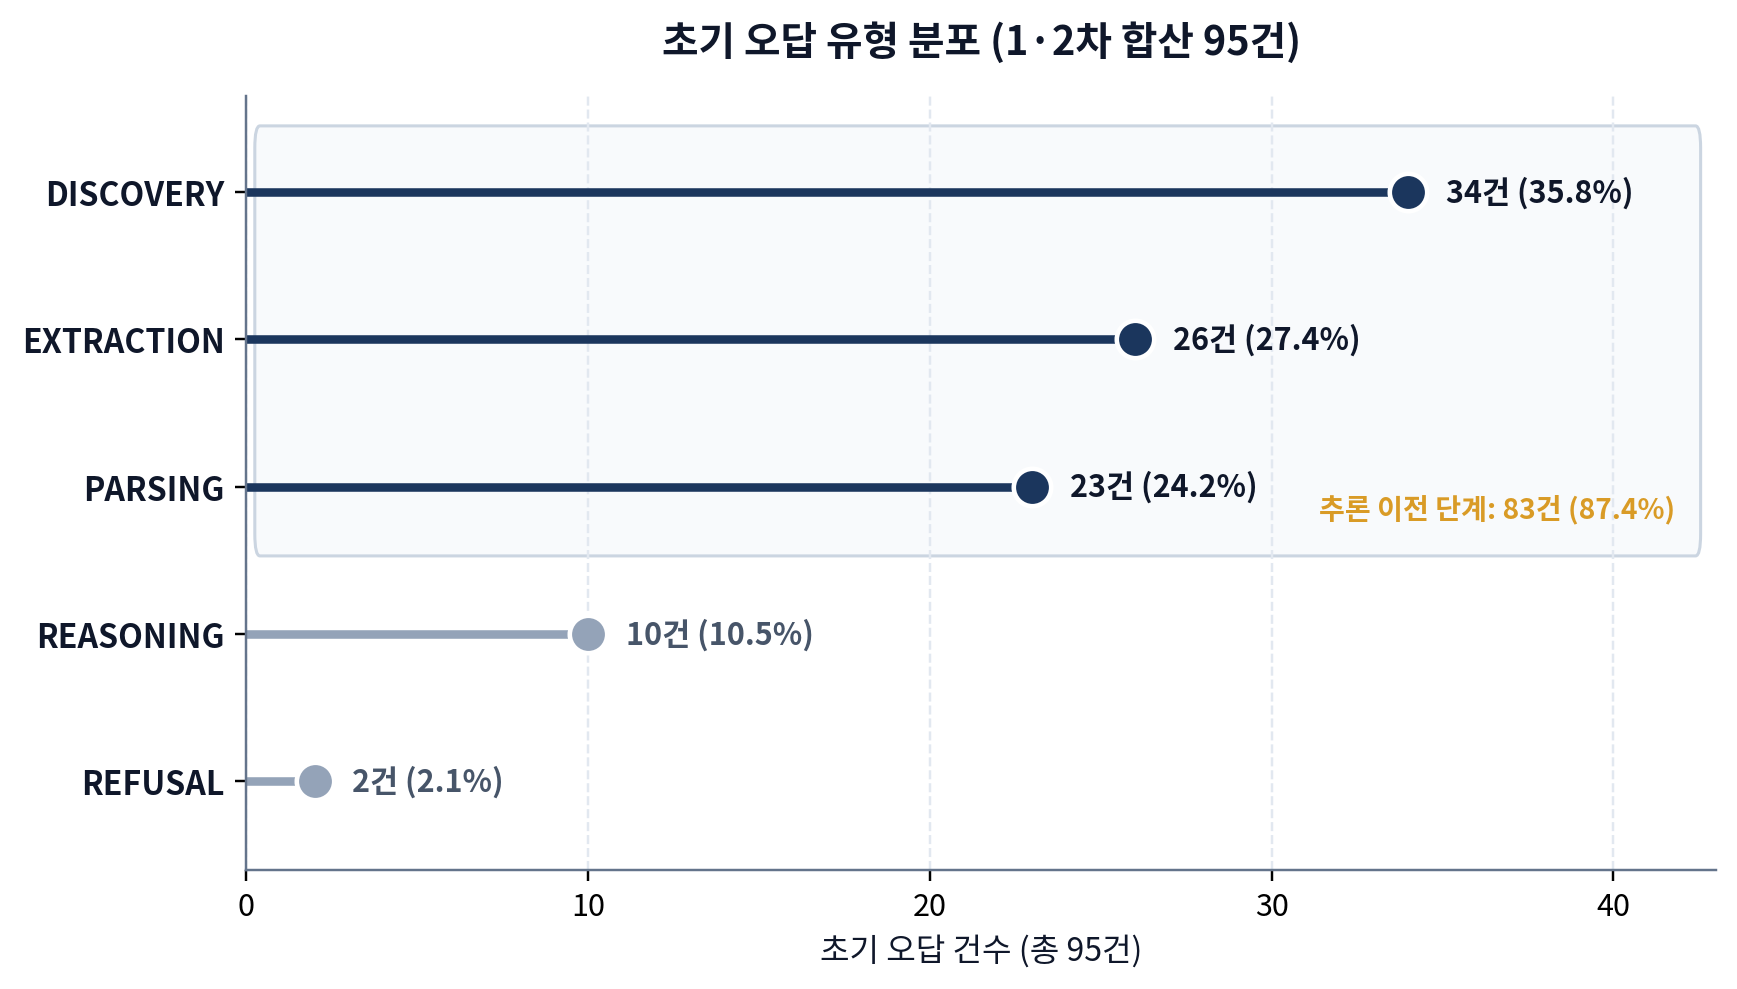 초기 오답 유형 분포 (1·2차 합산 95건)
DISCOVERY
34건 (35.8%)
EXTRACTION
26건 (27.4%)
PARSING
23건 (24.2%)
추론 이전 단계: 83건 (87.4%)
REASONING
10건 (10.5%)
REFUSAL
2건 (2.1%)
0 10 20 30 40
초기 오답 건수 (총 95건)